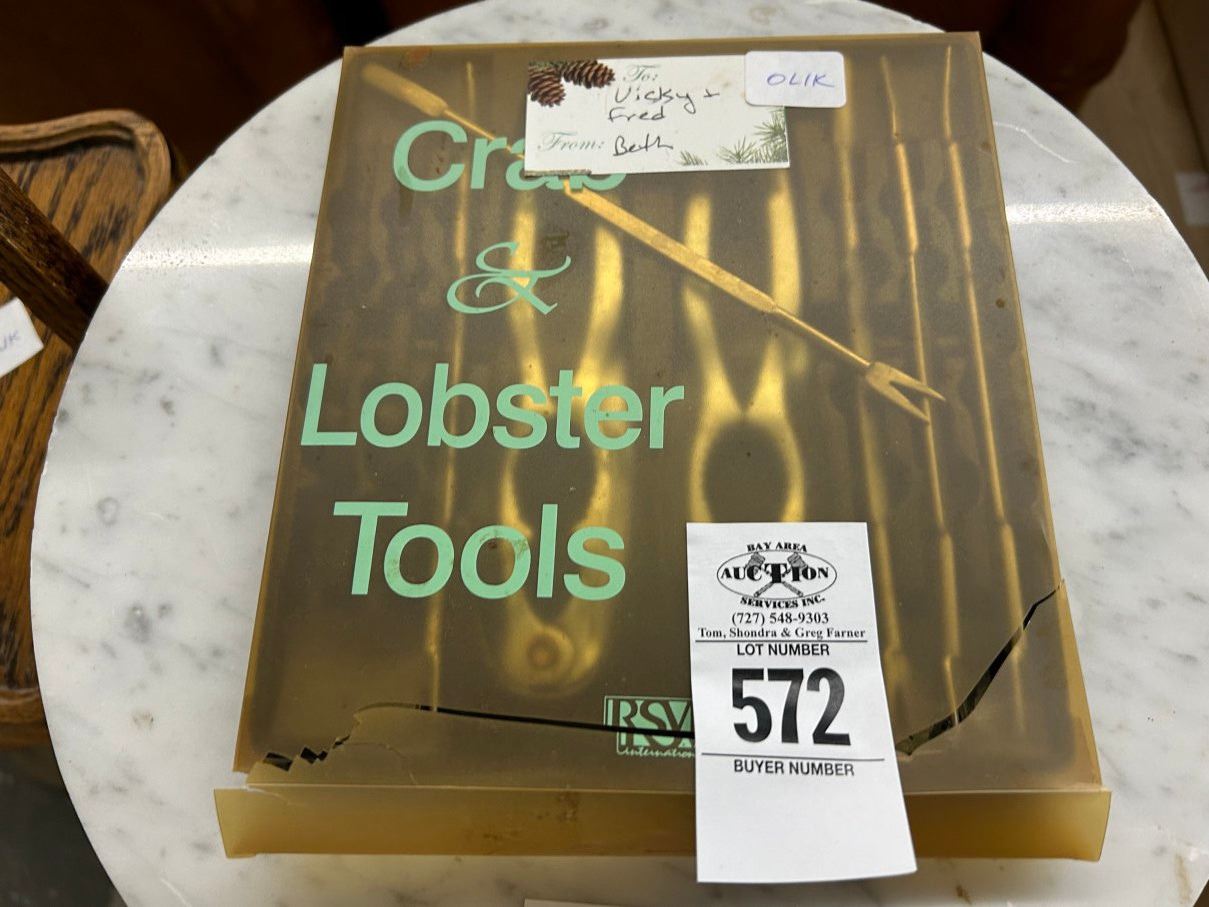 To:
Vicky +
Fred
From: Beth
OLIK
Crab
&
Lobster
Tools
RSVP
International
BAY AREA
AUCTION
SERVICES INC.
(727) 548-9303
Tom, Shondra & Greg Farner
LOT NUMBER
572
BUYER NUMBER